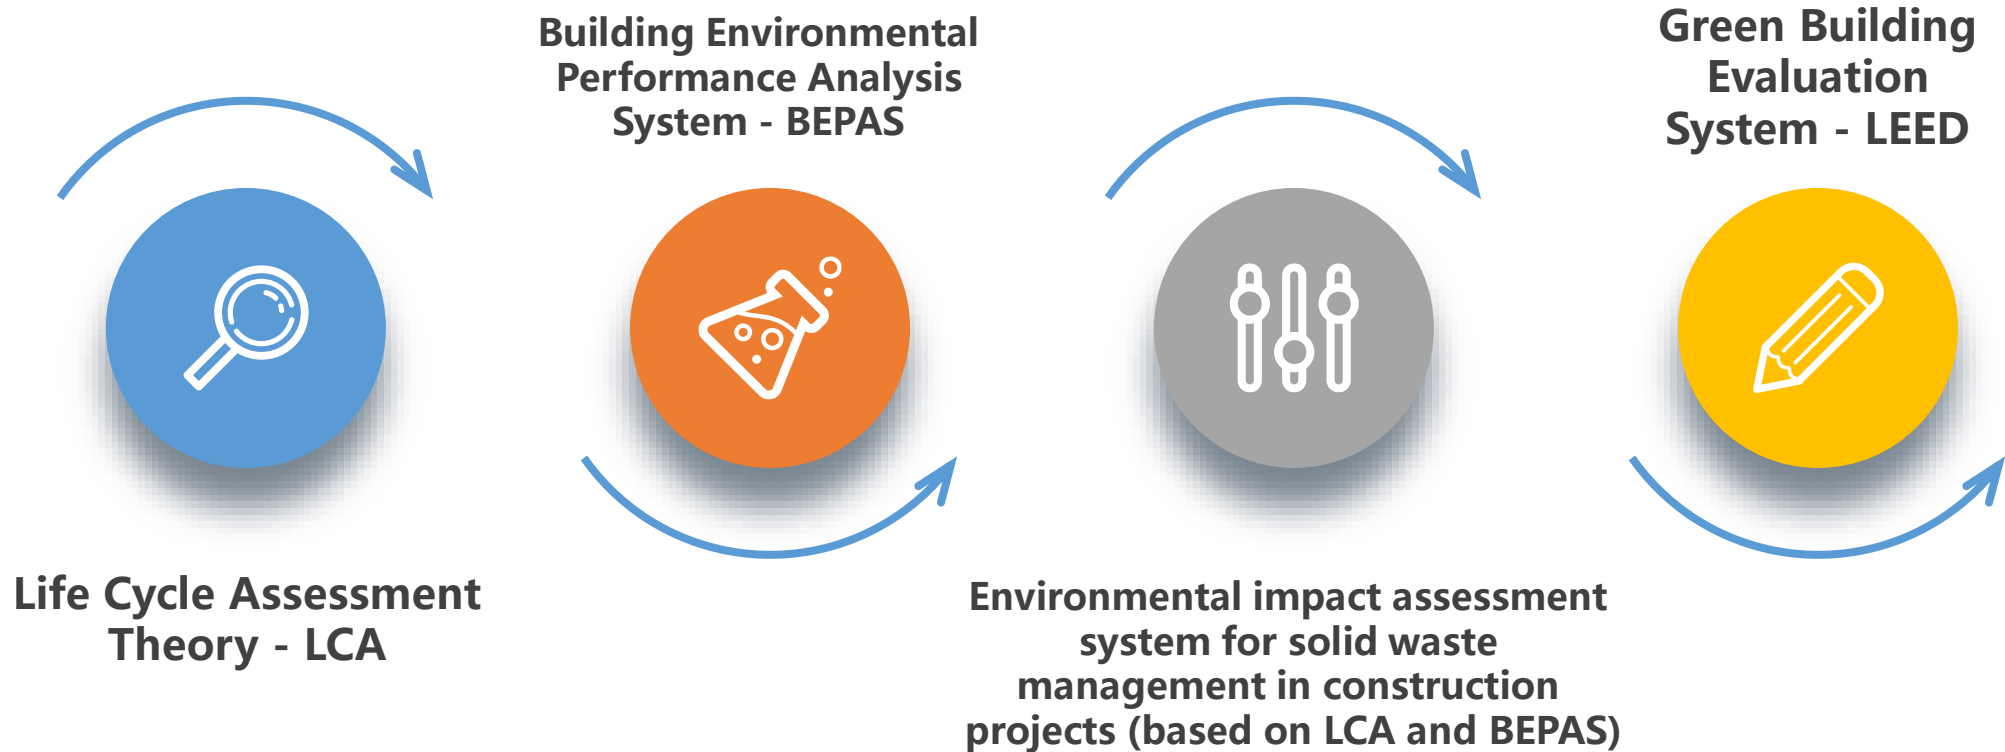 Life Cycle Assessment
Theory - LCA
Building Environmental
Performance Analysis
System - BEPAS
Environmental impact assessment
system for solid waste
management in construction
projects (based on LCA and BEPAS)
Green Building
Evaluation
System - LEED